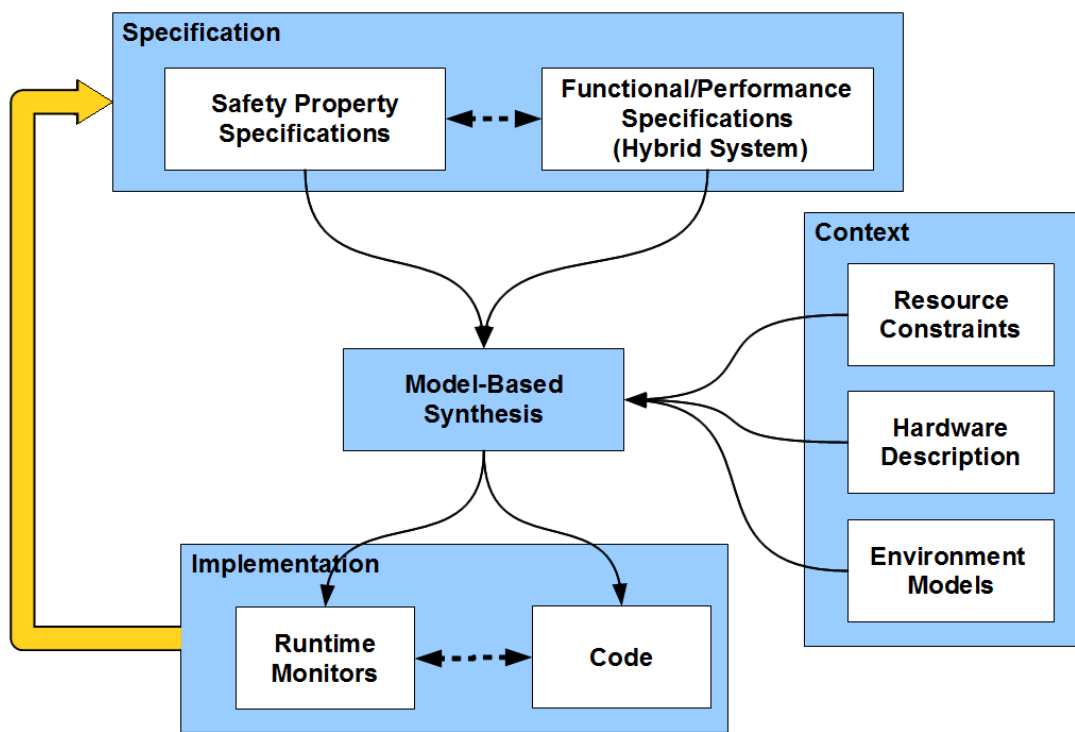 Specification
Safety Property
Specifications
Functional/Performance
Specifications
(Hybrid System)
Context
Resource
Constraints
Model-Based
Synthesis
Hardware
Description
Environment
Models
Implementation
Runtime
Monitors
Code